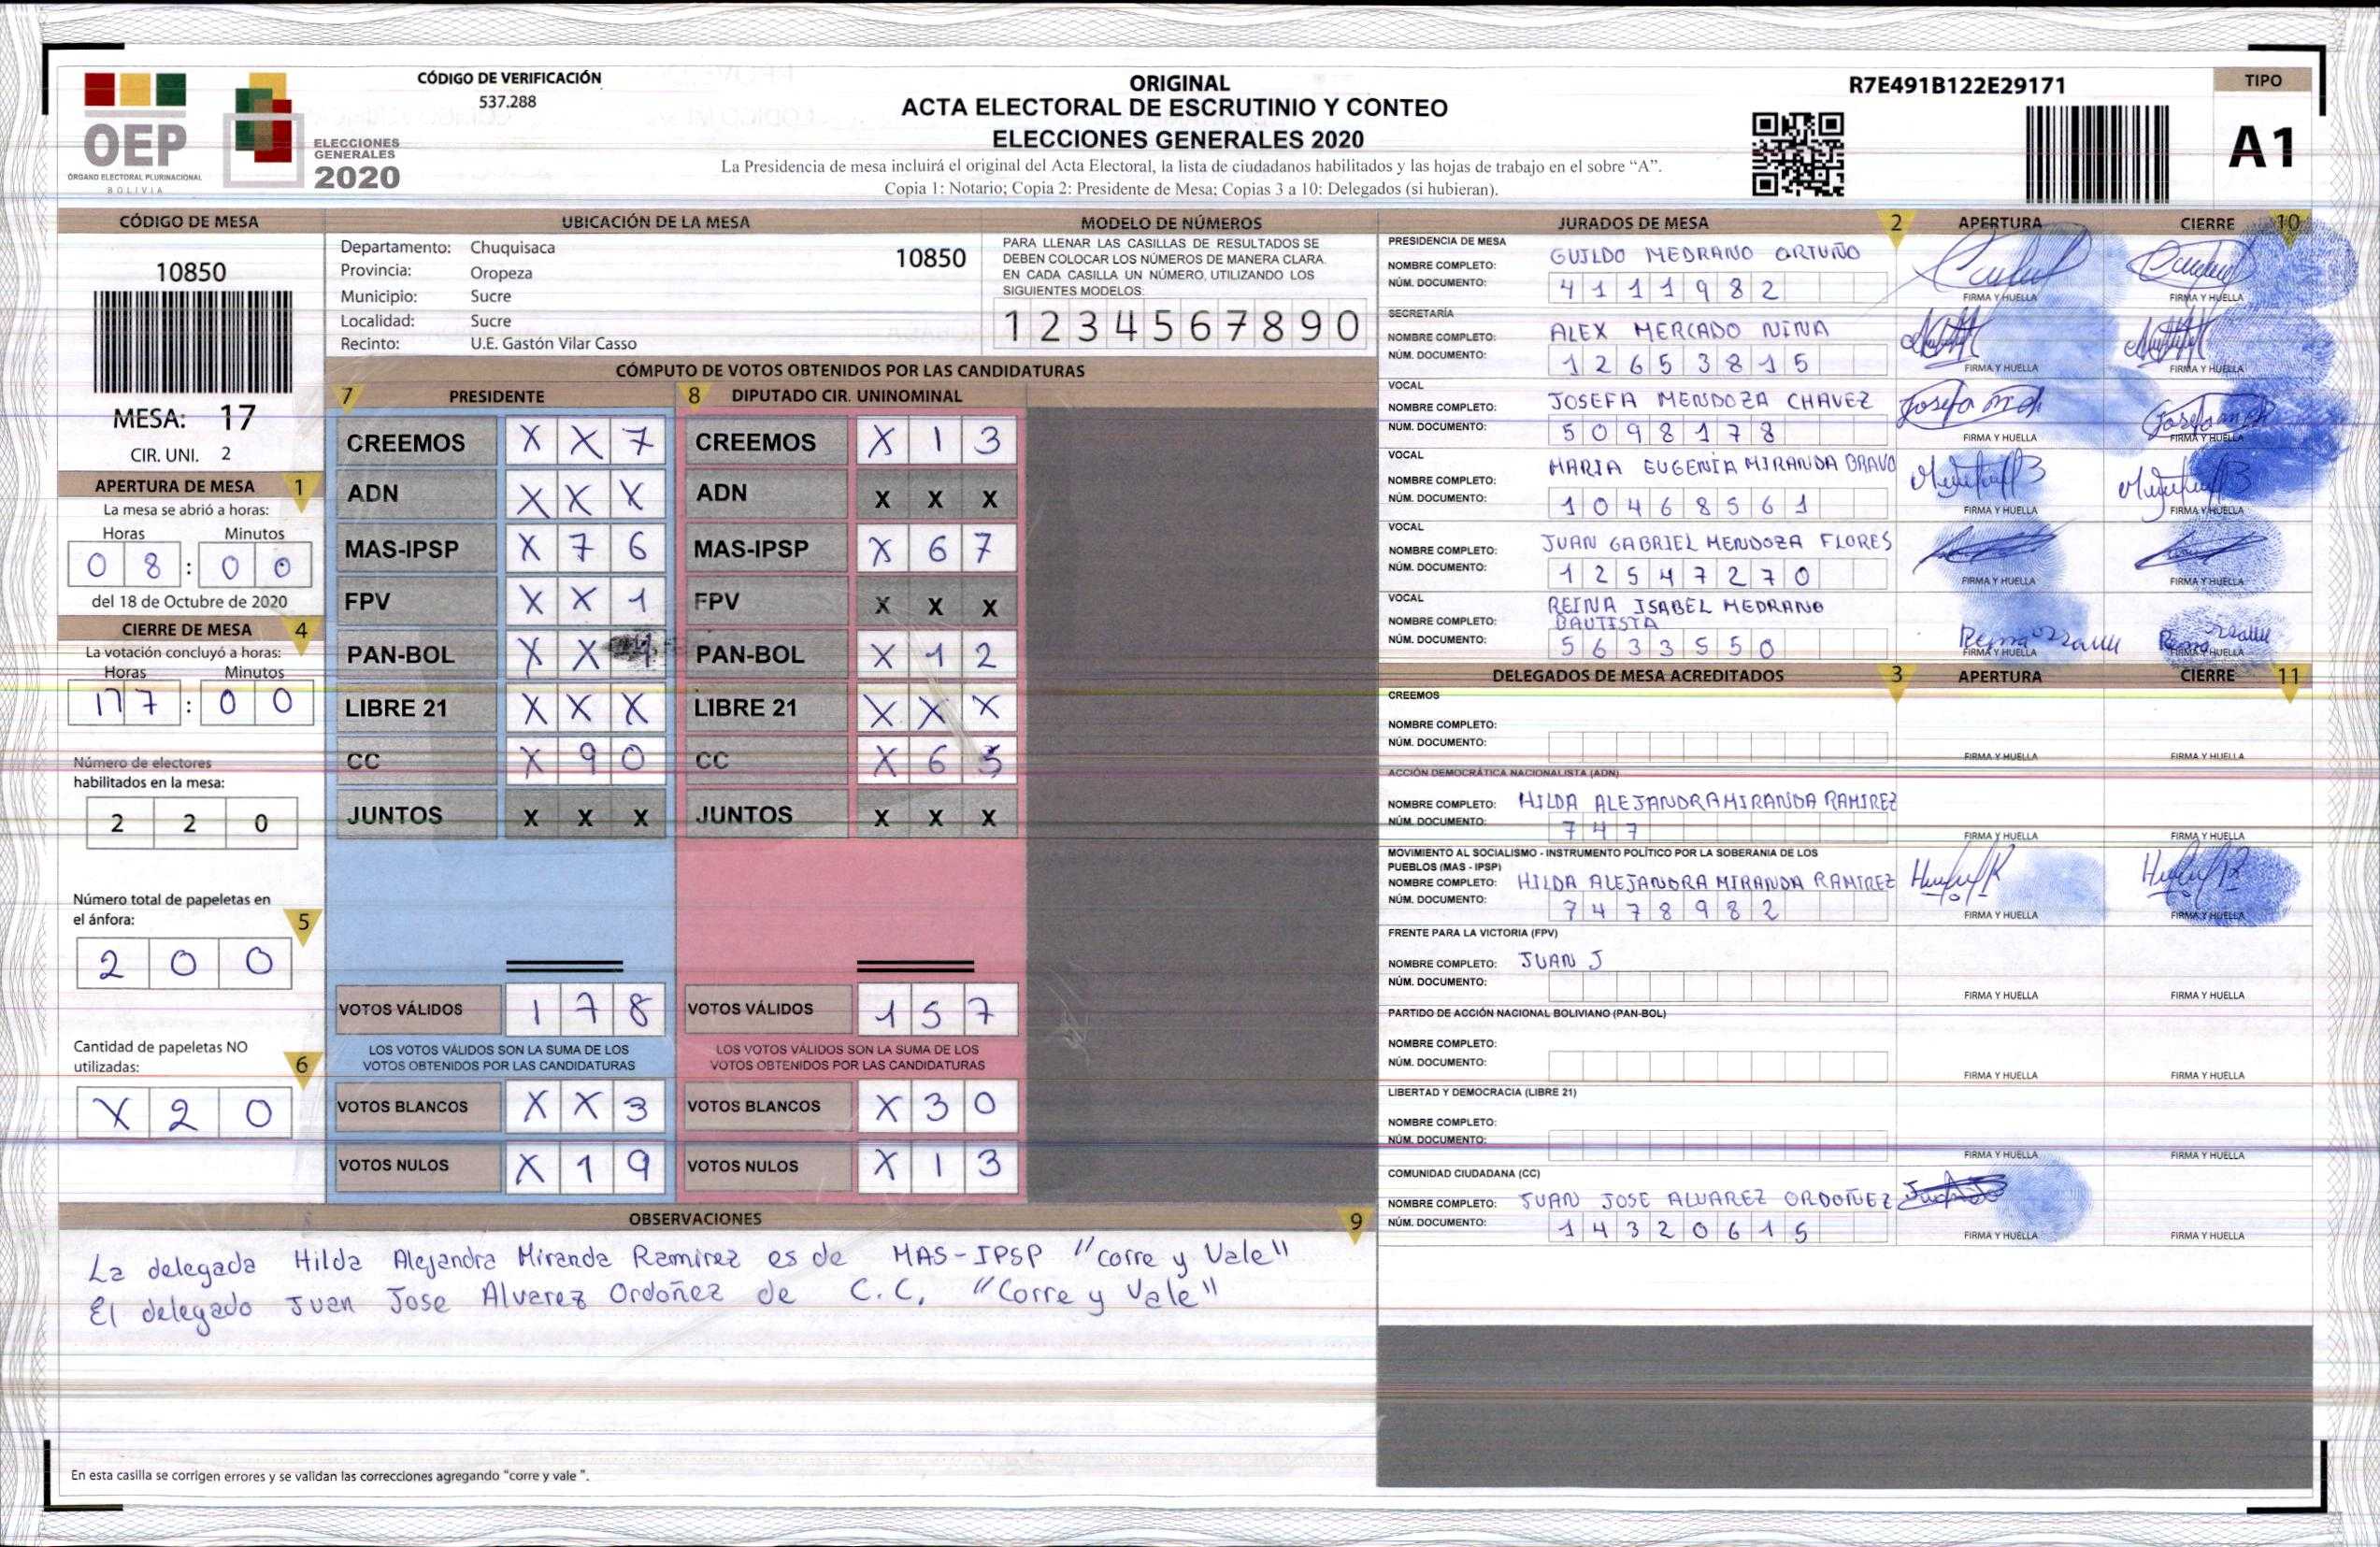 OEP
ÓRGANO ELECTORAL PLURINACIONAL
BOLIVIA
ELECCIONES
GENERALES
2020
CÓDIGO DE VERIFICACIÓN
537.288
ORIGINAL
ACTA ELECTORAL DE ESCRUTINIO Y CONTEO
ELECCIONES GENERALES 2020
La Presidencia de mesa incluirá el original del Acta Electoral, la lista de ciudadanos habilitados y las hojas de trabajo en el sobre “A”.
Copia 1: Notario; Copia 2: Presidente de Mesa; Copias 3 a 10: Delegados (si hubieran).
R7E491B122E29171
TIPO
A1
CÓDIGO DE MESA
10850
MESA: 17
CIR. UNI. 2
APERTURA DE MESA 1
La mesa se abrió a horas:
Horas Minutos
0 8 : 0 0
del 18 de Octubre de 2020
CIERRE DE MESA 4
La votación concluyó a horas:
Horas Minutos
17 7 : 0 0
Número de electores
habilitados en la mesa:
2 2 0
Número total de papeletas en
el ánfora: 5
2 0 0
Cantidad de papeletas NO
utilizadas: 6
X 2 0
UBICACIÓN DE LA MESA
Departamento: Chuquisaca 10850
Provincia: Oropeza
Municipio: Sucre
Localidad: Sucre
Recinto: U.E. Gastón Vilar Casso
MODELO DE NÚMEROS
PARA LLENAR LAS CASILLAS DE RESULTADOS SE
DEBEN COLOCAR LOS NÚMEROS DE MANERA CLARA.
EN CADA CASILLA UN NÚMERO, UTILIZANDO LOS
SIGUIENTES MODELOS:
1 2 3 4 5 6 7 8 9 0
CÓMPUTO DE VOTOS OBTENIDOS POR LAS CANDIDATURAS
7 PRESIDENTE 8 DIPUTADO CIR. UNINOMINAL
CREEMOS X X 7 CREEMOS X 1 3
ADN X X X ADN X X X
MAS-IPSP X 7 6 MAS-IPSP X 6 7
FPV X X 1 FPV X X X
PAN-BOL X X PAN-BOL X 1 2
LIBRE 21 X X X LIBRE 21 X X X
CC X 9 0 CC X 6 5
JUNTOS X X X JUNTOS X X X
VOTOS VÁLIDOS 1 7 8 VOTOS VÁLIDOS 1 5 7
LOS VOTOS VÁLIDOS SON LA SUMA DE LOS LOS VOTOS VÁLIDOS SON LA SUMA DE LOS
VOTOS OBTENIDOS POR LAS CANDIDATURAS VOTOS OBTENIDOS POR LAS CANDIDATURAS
VOTOS BLANCOS X X 3 VOTOS BLANCOS X 3 0
VOTOS NULOS X 1 9 VOTOS NULOS X 1 3
OBSERVACIONES 9
La delegada Hilda Alejandra Miranda Ramirez es de MAS-IPSP "corre y Vale"
El delegado Juan Jose Alvarez Ordoñez de C.C. "Corre y Vale"
En esta casilla se corrigen errores y se validan las correcciones agregando “corre y vale ”.
JURADOS DE MESA 2 APERTURA CIERRE 10
PRESIDENCIA DE MESA
NOMBRE COMPLETO: GUILDO MEDRANO ORTUÑO
NÚM. DOCUMENTO: 4 1 1 1 9 8 2
FIRMA Y HUELLA FIRMA Y HUELLA
SECRETARÍA
NOMBRE COMPLETO: ALEX MERCADO NINA
NÚM. DOCUMENTO: 1 2 6 5 3 8 1 5
FIRMA Y HUELLA FIRMA Y HUELLA
VOCAL
NOMBRE COMPLETO: JOSEFA MENDOZA CHAVEZ
NÚM. DOCUMENTO: 5 0 9 8 1 7 8
FIRMA Y HUELLA FIRMA Y HUELLA
VOCAL
NOMBRE COMPLETO: MARIA EUGENIA MIRANDA BRAVO
NÚM. DOCUMENTO: 1 0 4 6 8 5 6 1
FIRMA Y HUELLA FIRMA Y HUELLA
VOCAL
NOMBRE COMPLETO: JUAN GABRIEL MENDOZA FLORES
NÚM. DOCUMENTO: 1 2 5 4 7 2 7 0
FIRMA Y HUELLA FIRMA Y HUELLA
VOCAL
NOMBRE COMPLETO: REINA ISABEL MEDRANO
BAUTISTA
NÚM. DOCUMENTO: 5 6 3 3 5 5 0
FIRMA Y HUELLA FIRMA Y HUELLA
DELEGADOS DE MESA ACREDITADOS 3 APERTURA CIERRE 11
CREEMOS
NOMBRE COMPLETO:
NÚM. DOCUMENTO:
FIRMA Y HUELLA FIRMA Y HUELLA
ACCIÓN DEMOCRÁTICA NACIONALISTA (ADN)
NOMBRE COMPLETO: HILDA ALEJANDRA MIRANDA RAMIREZ
NÚM. DOCUMENTO: 7 4 7
FIRMA Y HUELLA FIRMA Y HUELLA
MOVIMIENTO AL SOCIALISMO - INSTRUMENTO POLÍTICO POR LA SOBERANIA DE LOS
PUEBLOS (MAS - IPSP)
NOMBRE COMPLETO: HILDA ALEJANDRA MIRANDA RAMIREZ
NÚM. DOCUMENTO: 7 4 7 8 9 8 2
FIRMA Y HUELLA FIRMA Y HUELLA
FRENTE PARA LA VICTORIA (FPV)
NOMBRE COMPLETO: JUAN J
NÚM. DOCUMENTO:
FIRMA Y HUELLA FIRMA Y HUELLA
PARTIDO DE ACCIÓN NACIONAL BOLIVIANO (PAN-BOL)
NOMBRE COMPLETO:
NÚM. DOCUMENTO:
FIRMA Y HUELLA FIRMA Y HUELLA
LIBERTAD Y DEMOCRACIA (LIBRE 21)
NOMBRE COMPLETO:
NÚM. DOCUMENTO:
FIRMA Y HUELLA FIRMA Y HUELLA
COMUNIDAD CIUDADANA (CC)
NOMBRE COMPLETO: JUAN JOSE ALVAREZ ORDOÑEZ
NÚM. DOCUMENTO: 1 4 3 2 0 6 1 5
FIRMA Y HUELLA FIRMA Y HUELLA